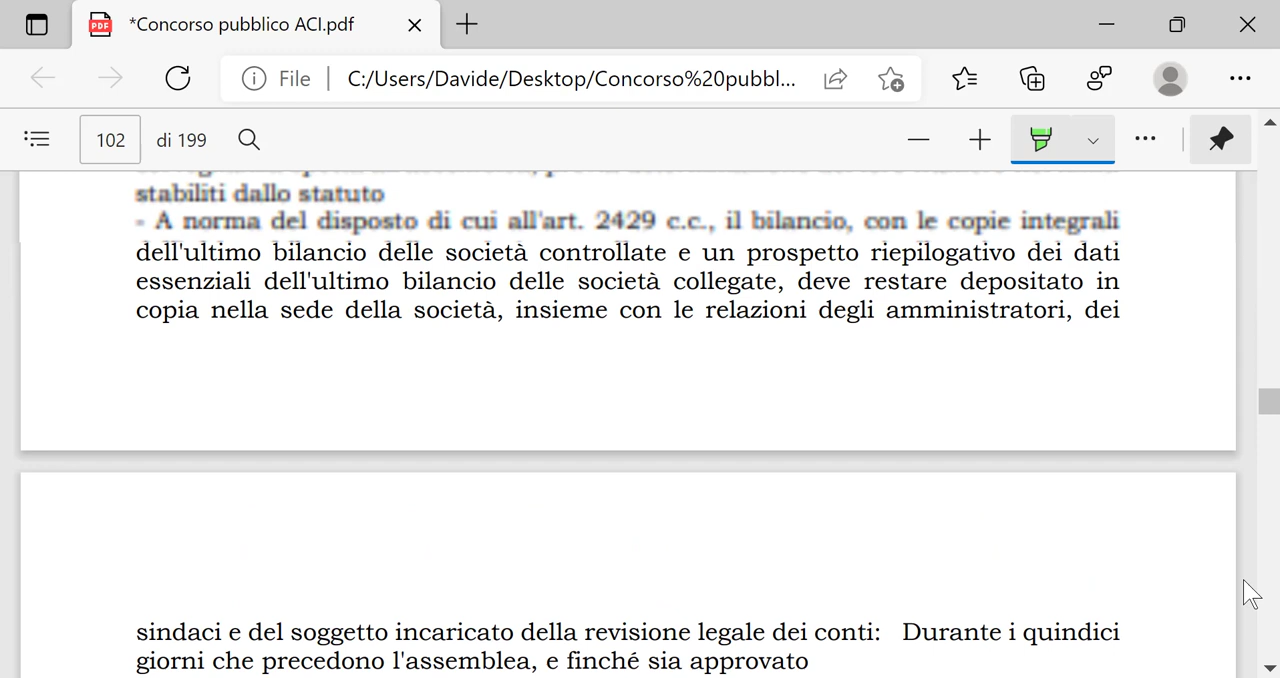 *Concorso pubblico ACI.pdf
File
C:/Users/Davide/Desktop/Concorso%20pubbl...
102 di 199
stabiliti dallo statuto
- A norma del disposto di cui all'art. 2429 c.c., il bilancio, con le copie integrali
dell'ultimo bilancio delle società controllate e un prospetto riepilogativo dei dati
essenziali dell'ultimo bilancio delle società collegate, deve restare depositato in
copia nella sede della società, insieme con le relazioni degli amministratori, dei
sindaci e del soggetto incaricato della revisione legale dei conti: Durante i quindici
giorni che precedono l'assemblea, e finché sia approvato